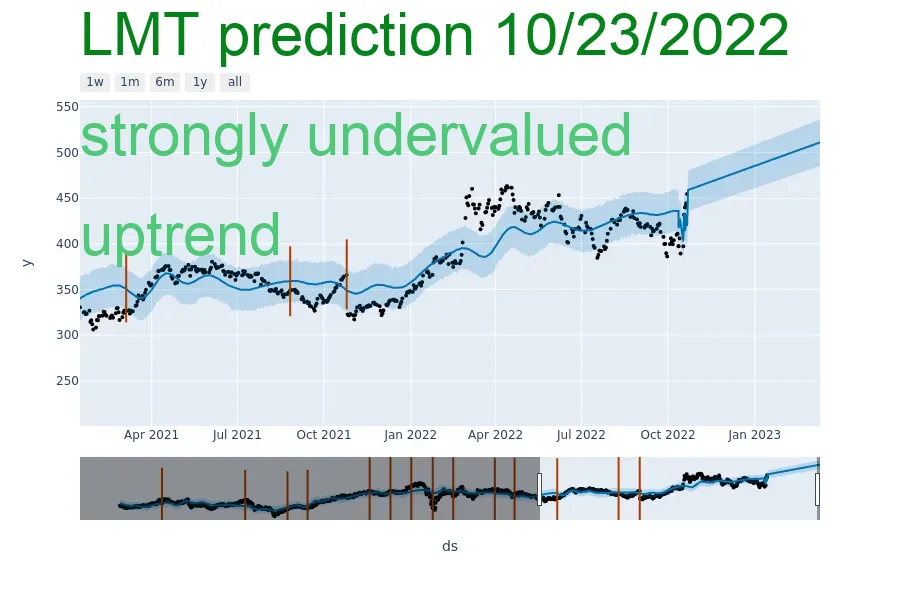 LMT prediction 10/23/2022
1w 1m 6m 1y all
strongly undervalued
uptrend
550
500
450
400
350
300
250
y
Apr 2021 Jul 2021 Oct 2021 Jan 2022 Apr 2022 Jul 2022 Oct 2022 Jan 2023
ds